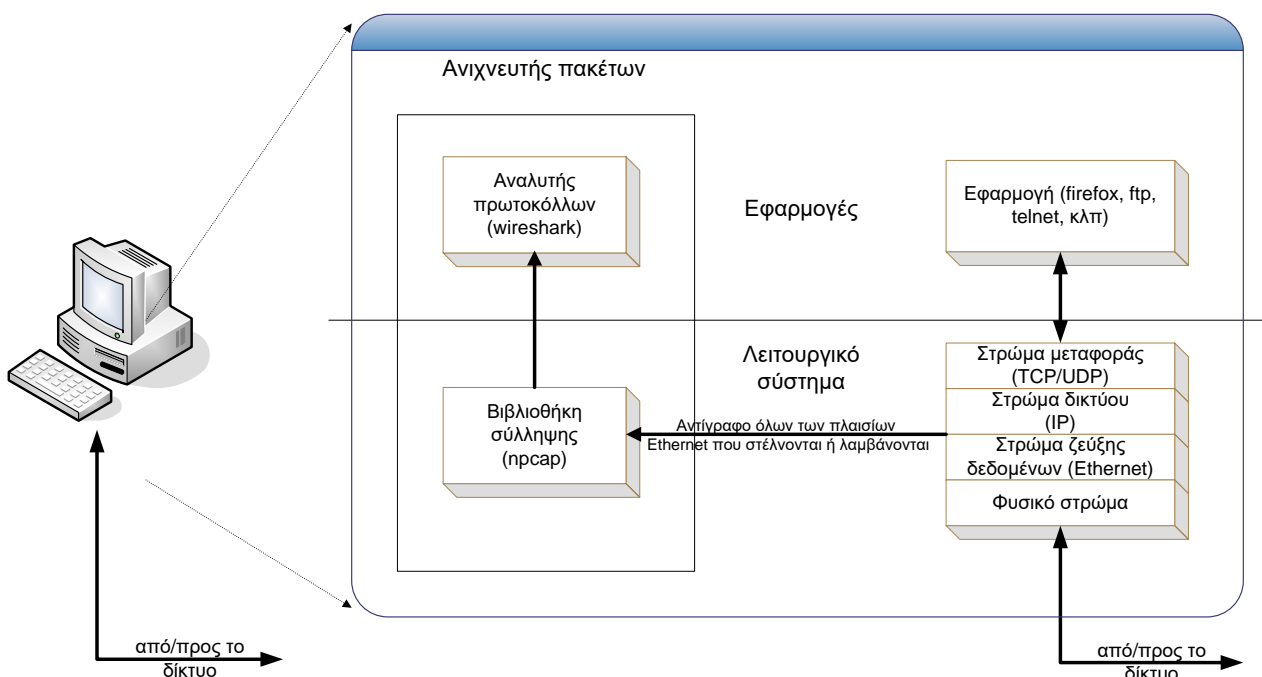 Ανιχνευτής πακέτων
Αναλυτής
πρωτοκόλλων
(wireshark)
Εφαρμογές
Εφαρμογή (firefox, ftp,
telnet, κλπ)
Λειτουργικό
σύστημα
Στρώμα μεταφοράς
(TCP/UDP)
Στρώμα δικτύου
(IP)
Στρώμα ζεύξης
δεδομένων (Ethernet)
Φυσικό στρώμα
Βιβλιοθήκη
σύλληψης
(npcap)
Αντίγραφο όλων των πλαισίων
Ethernet που στέλνονται ή λαμβάνονται
από/προς το
δίκτυο
από/προς το
δίκτυο